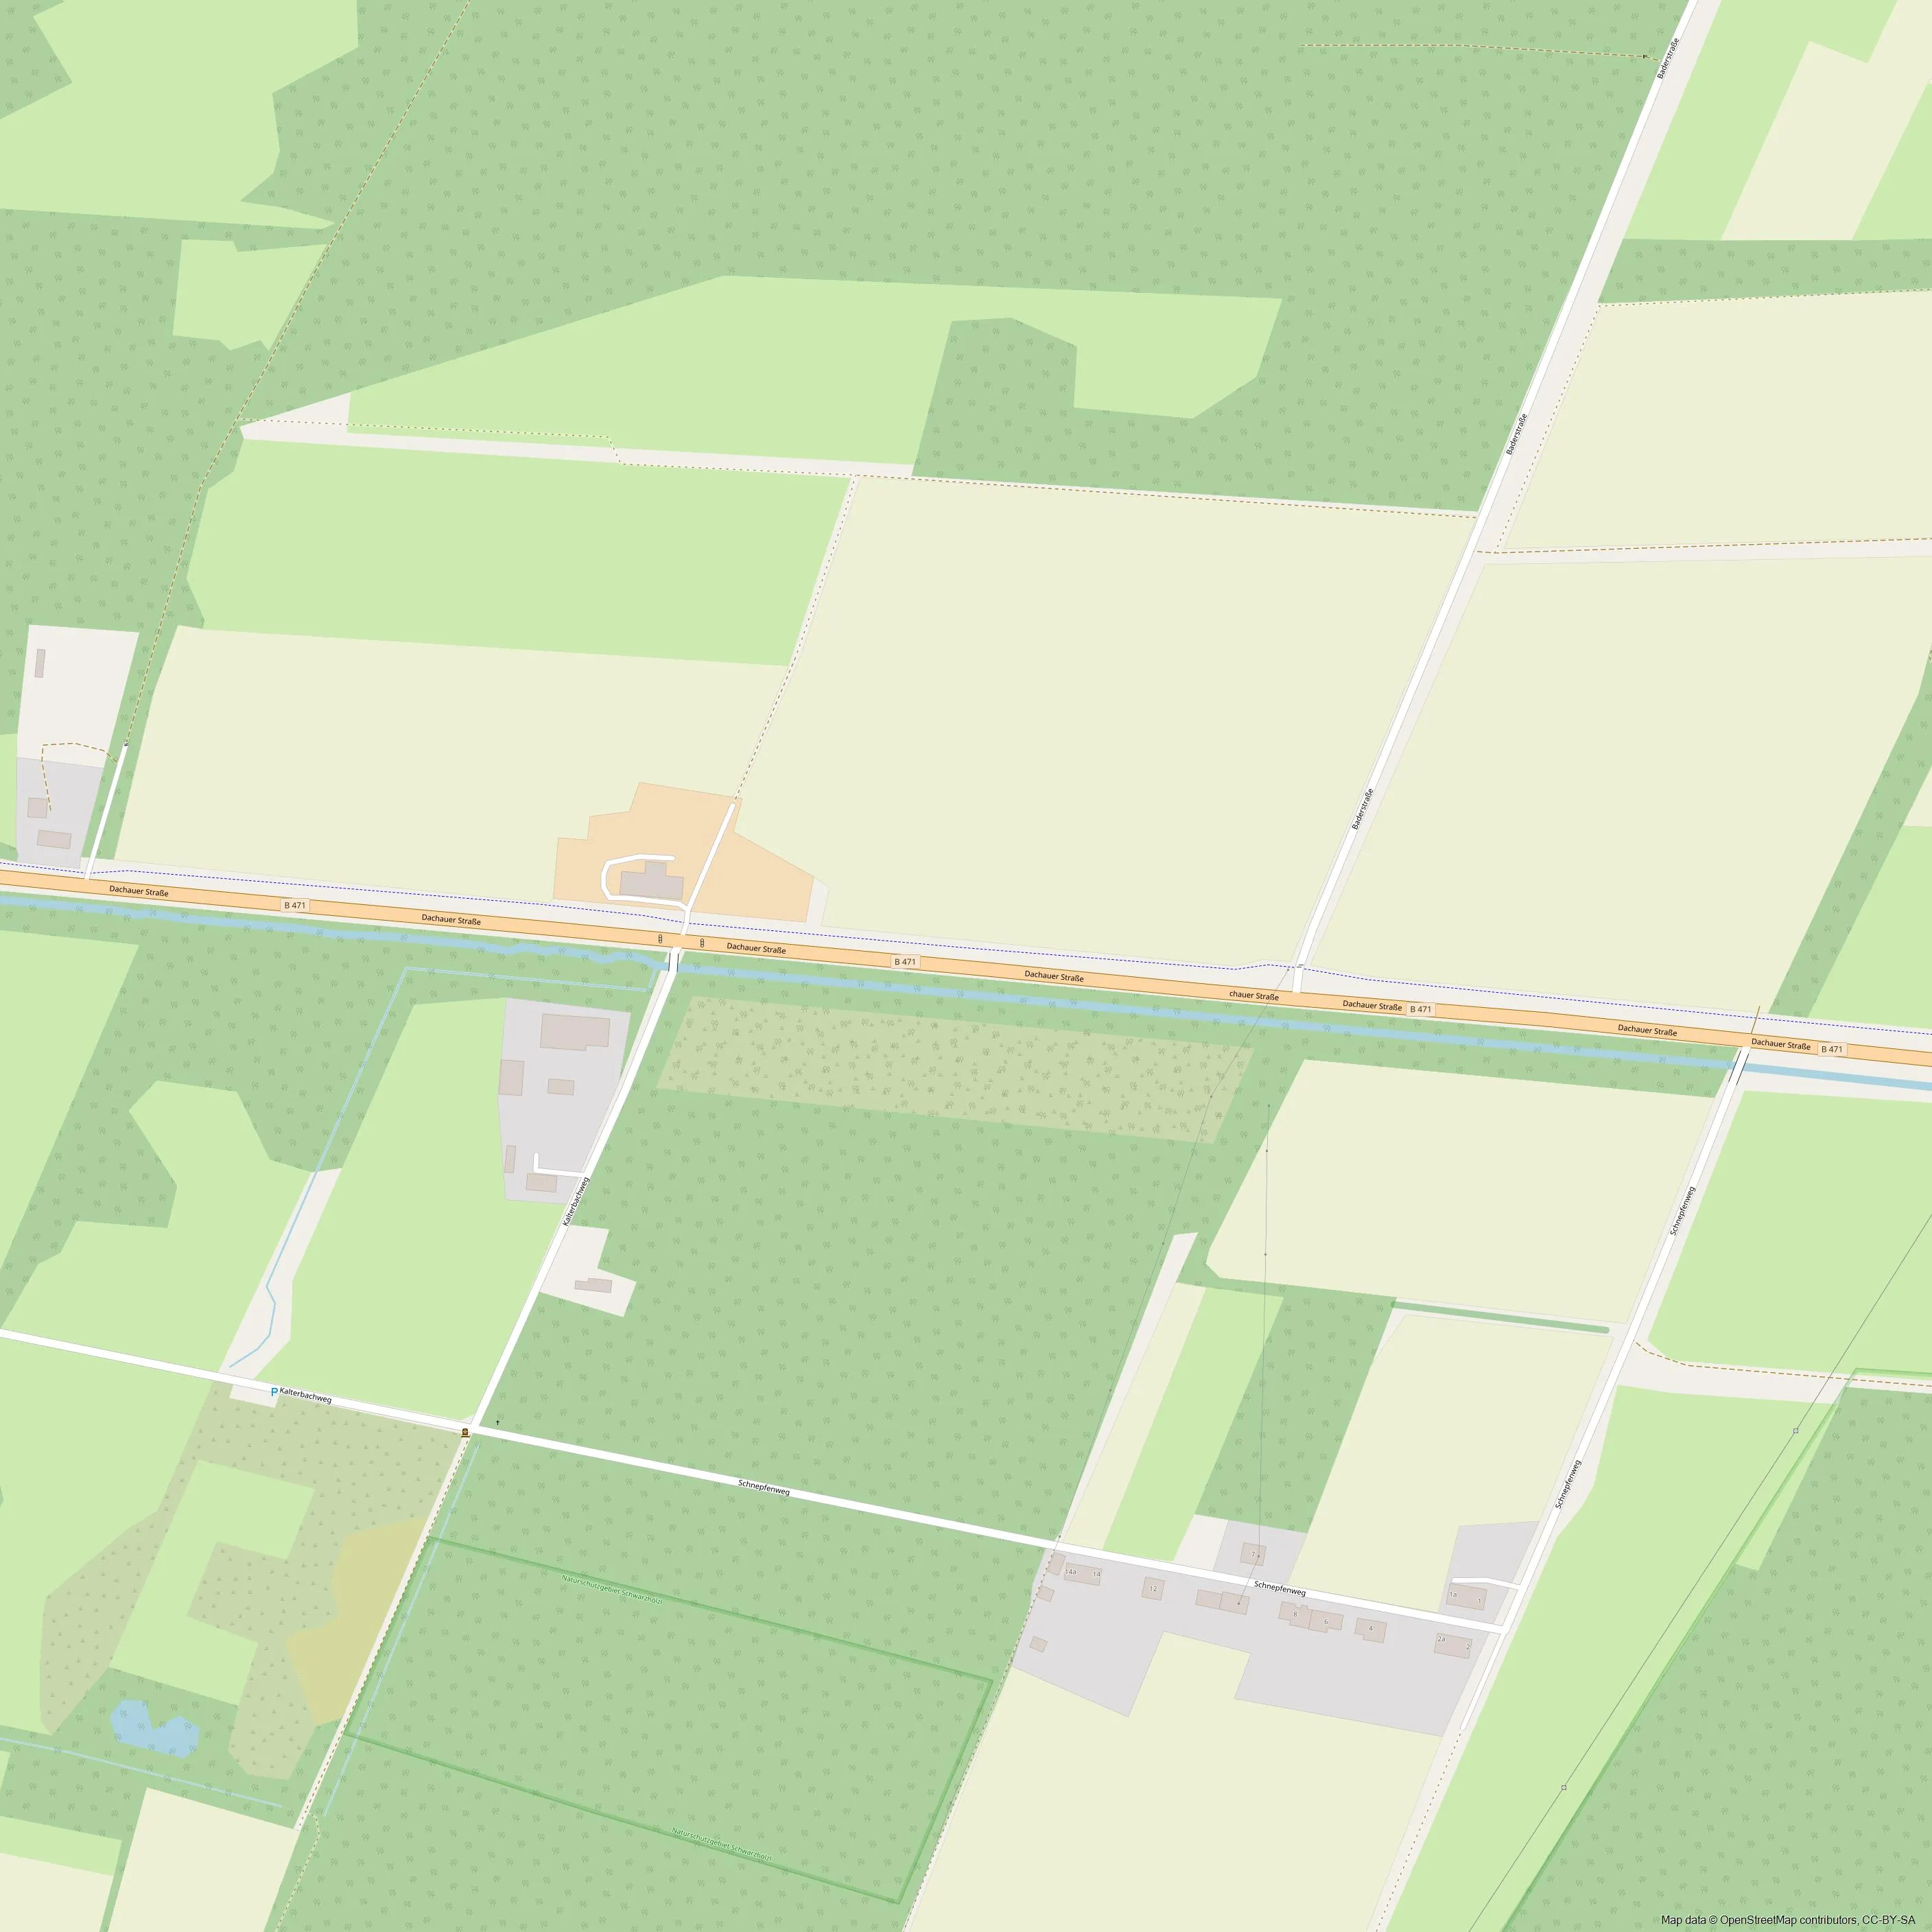 Baderstraße
Baderstraße
Baderstraße
Dachauer Straße
B 471
Dachauer Straße
Dachauer Straße
B 471
Dachauer Straße
chauer Straße
Dachauer Straße
B 471
Dachauer Straße
Dachauer Straße
B 471
Kalterbachweg
Schnepfenweg
P
Kalterbachweg
Schnepfenweg
Schnepfenweg
7
14a
14
12
Schnepfenweg
1a
1
8
6
4
2a
2
Naturschutzgebiet Schwarzhölzl
Naturschutzgebiet Schwarzhölzl
Map data © OpenStreetMap contributors, CC-BY-SA